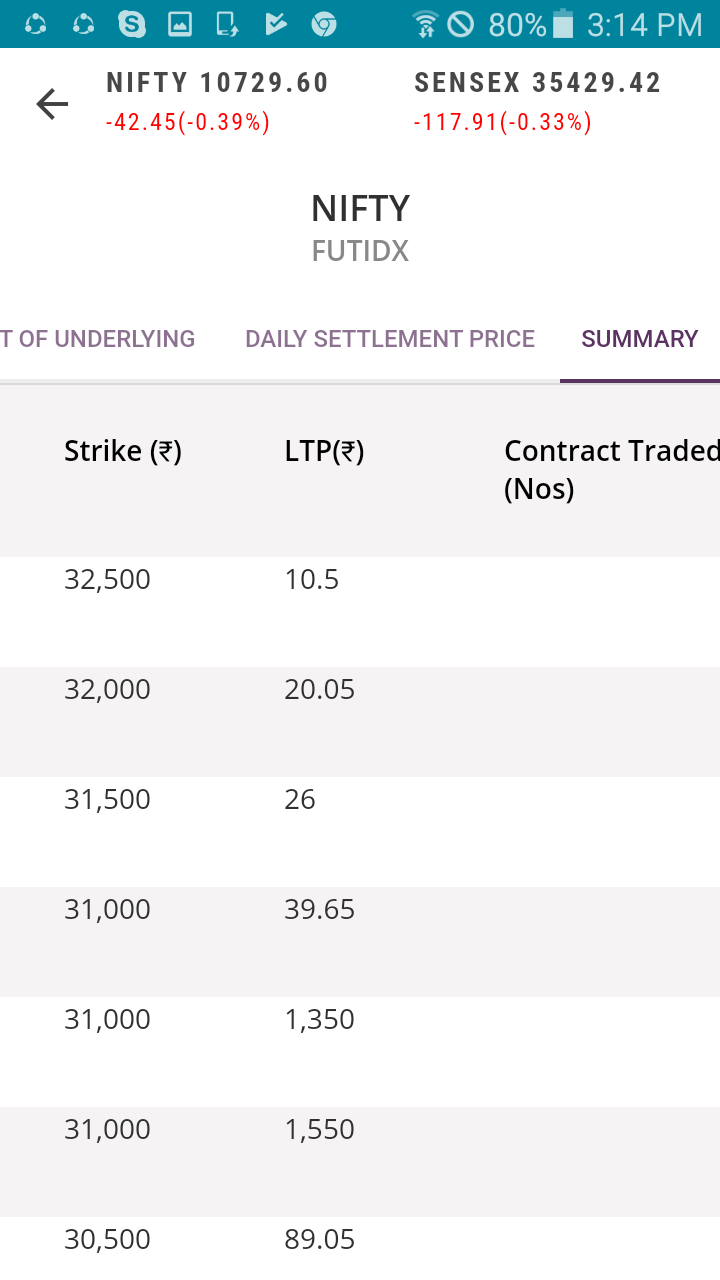 80% 3:14 PM
NIFTY 10729.60 SENSEX 35429.42
-42.45(-0.39%) -117.91(-0.33%)
NIFTY
FUTIDX
T OF UNDERLYING DAILY SETTLEMENT PRICE SUMMARY
Strike (₹) LTP(₹) Contract Traded
(Nos)
32,500 10.5
32,000 20.05
31,500 26
31,000 39.65
31,000 1,350
31,000 1,550
30,500 89.05